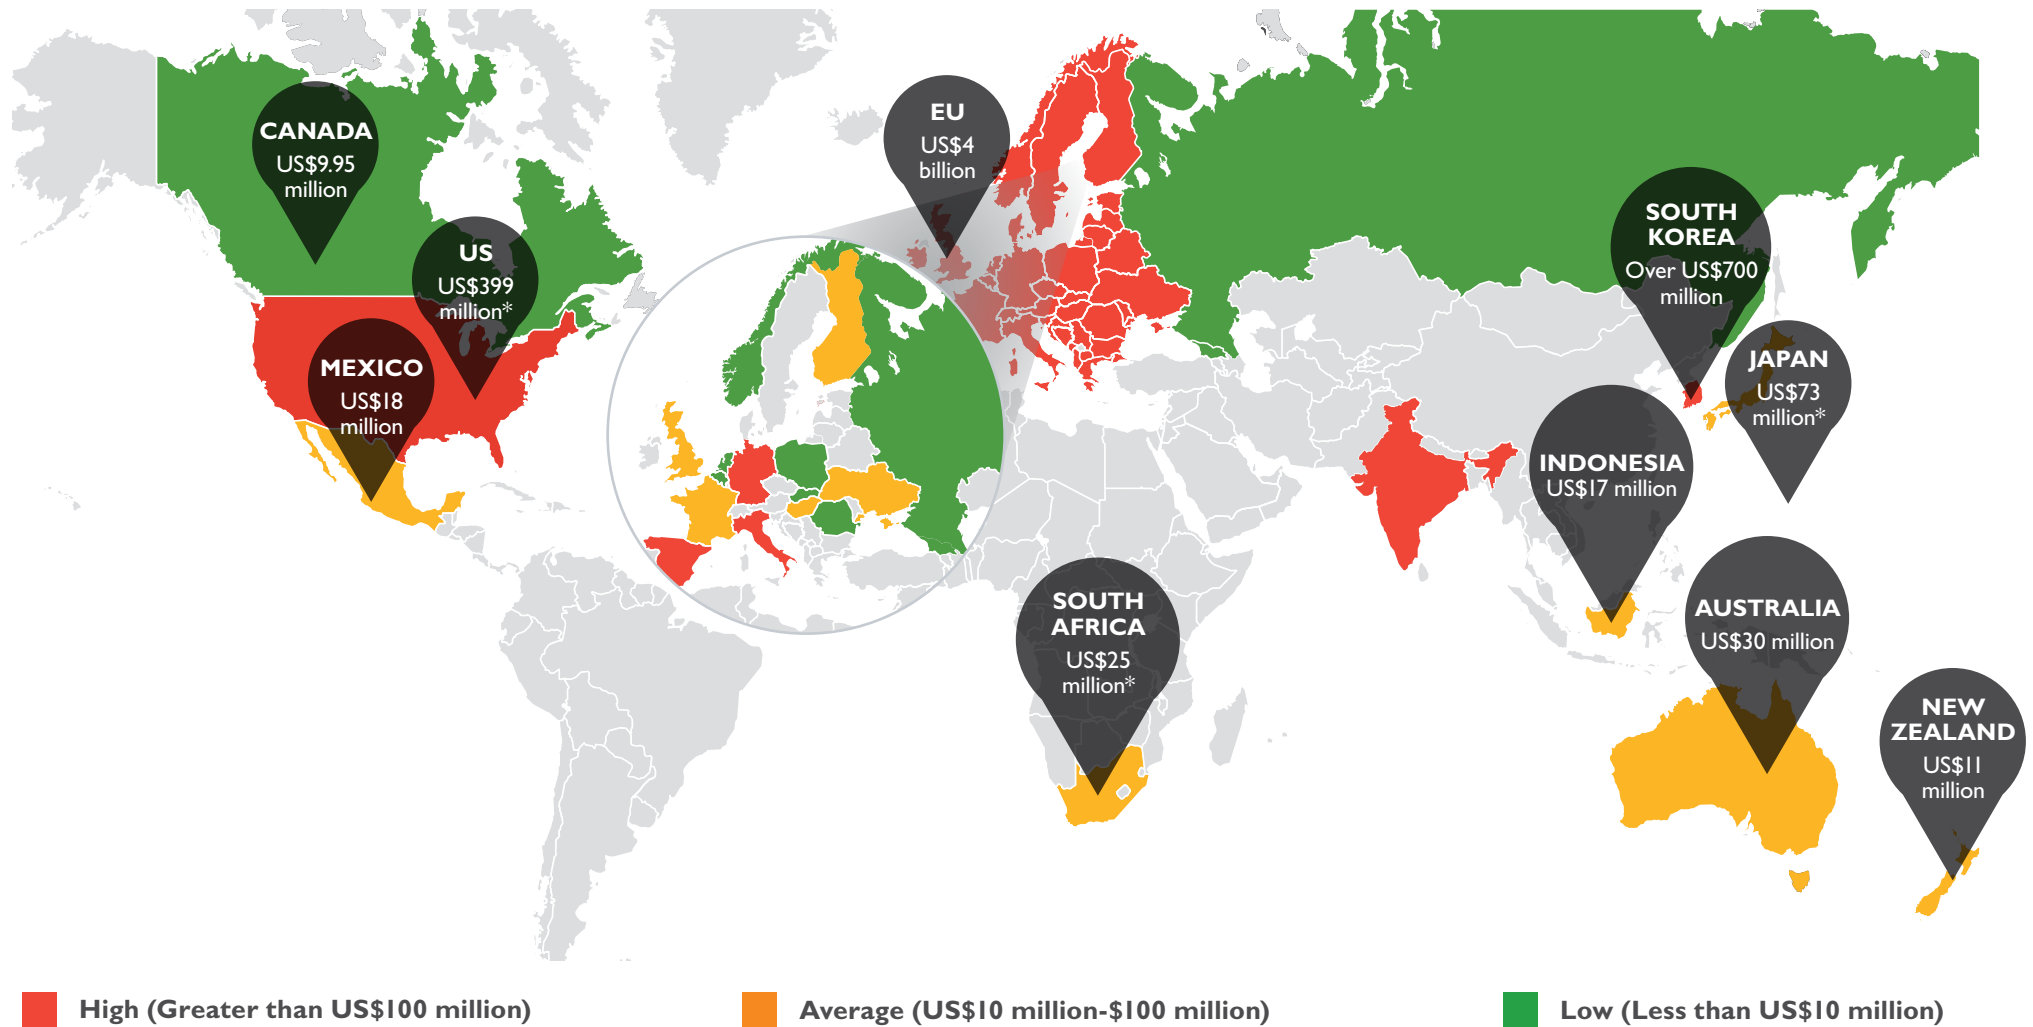 CANADA
US$9.95
million
US
US$399
million*
MEXICO
US$18
million
EU
US$4
billion
SOUTH
KOREA
Over US$700
million
JAPAN
US$73
million*
INDONESIA
US$17 million
SOUTH
AFRICA
US$25
million*
AUSTRALIA
US$30 million
NEW
ZEALAND
US$11
million
High (Greater than US$100 million)
Average (US$10 million-$100 million)
Low (Less than US$10 million)